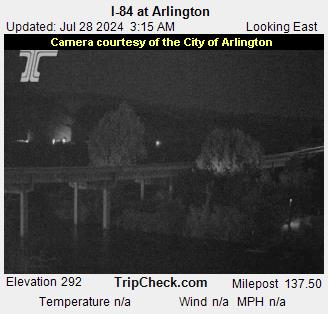 I-84 at Arlington
Updated: Jul 28 2024 3:15 AM Looking East
Camera courtesy of the City of Arlington
Elevation 292 TripCheck.com Milepost 137.50
Temperature n/a Wind n/a MPH n/a